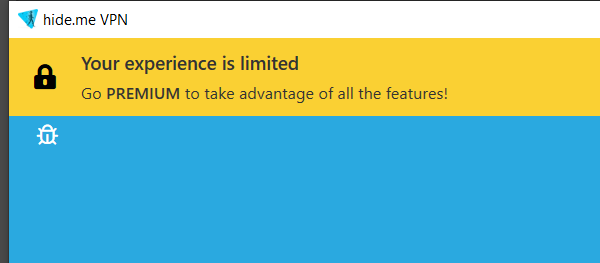 hide.me VPN
Your experience is limited
Go PREMIUM to take advantage of all the features!